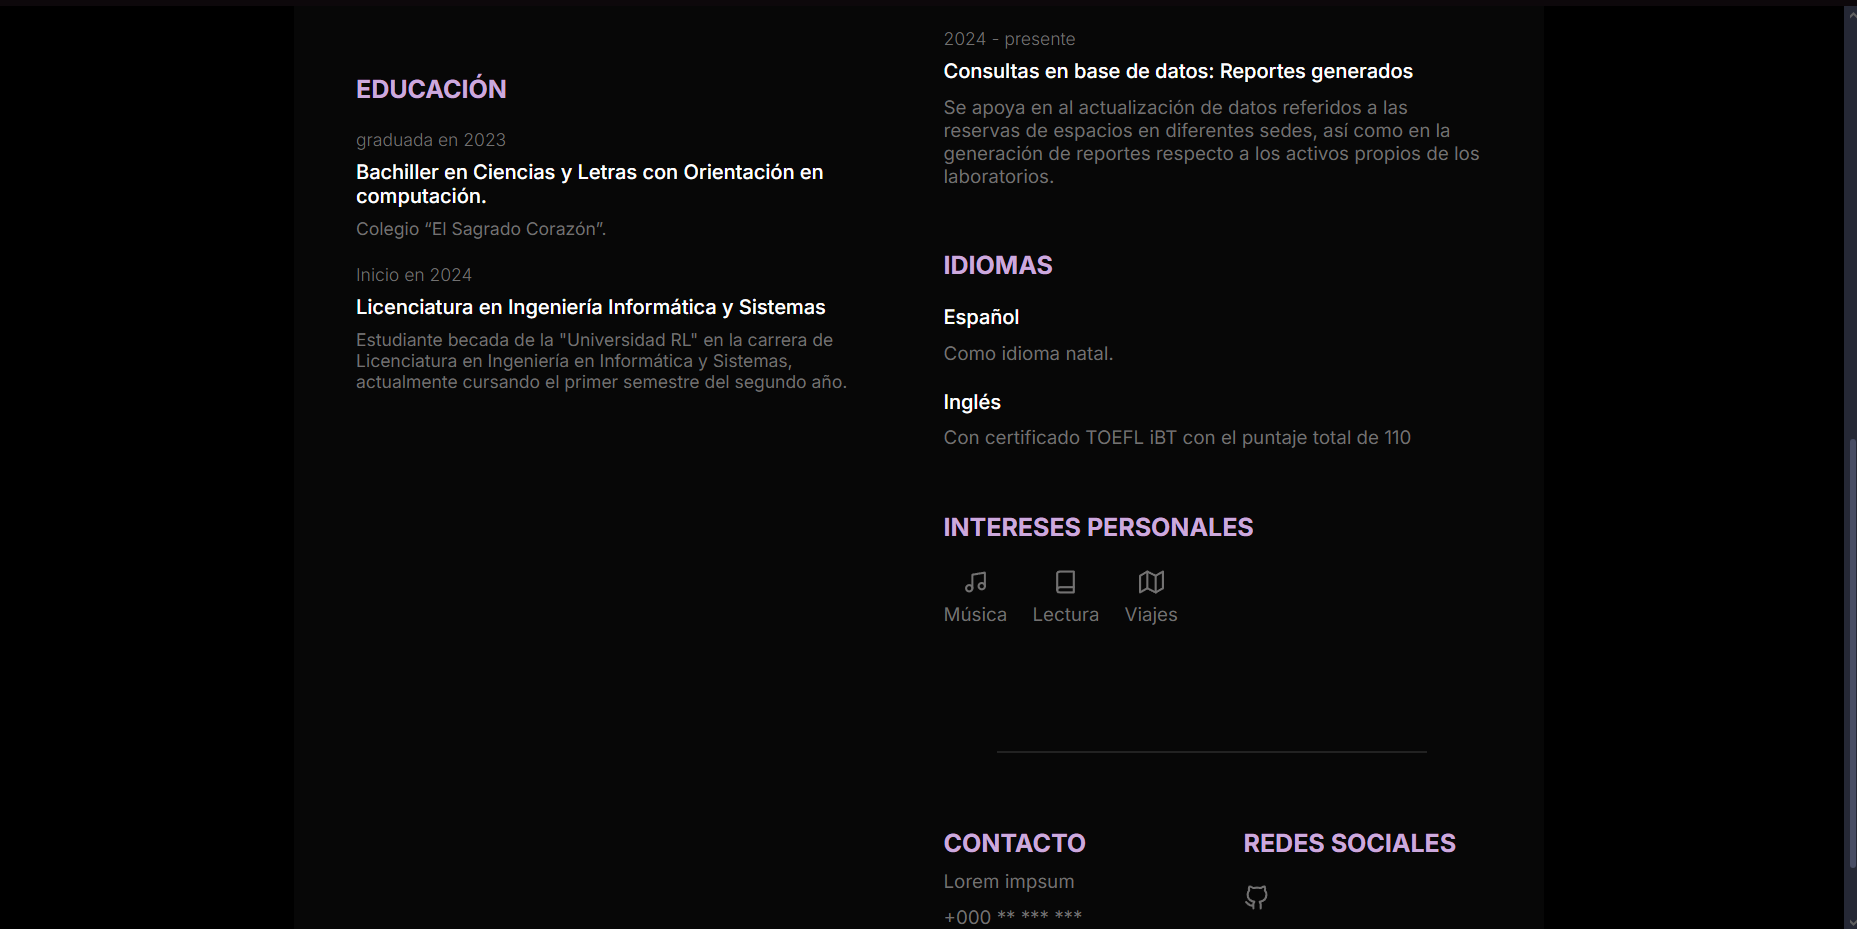 EDUCACIÓN
graduada en 2023
Bachiller en Ciencias y Letras con Orientación en
computación.
Colegio “El Sagrado Corazón”.
Inicio en 2024
Licenciatura en Ingeniería Informática y Sistemas
Estudiante becada de la "Universidad RL" en la carrera de
Licenciatura en Ingeniería en Informática y Sistemas,
actualmente cursando el primer semestre del segundo año.
2024 - presente
Consultas en base de datos: Reportes generados
Se apoya en al actualización de datos referidos a las
reservas de espacios en diferentes sedes, así como en la
generación de reportes respecto a los activos propios de los
laboratorios.
IDIOMAS
Español
Como idioma natal.
Inglés
Con certificado TOEFL iBT con el puntaje total de 110
INTERESES PERSONALES
Música
Lectura
Viajes
CONTACTO
Lorem impsum
+000 ** *** ***
REDES SOCIALES